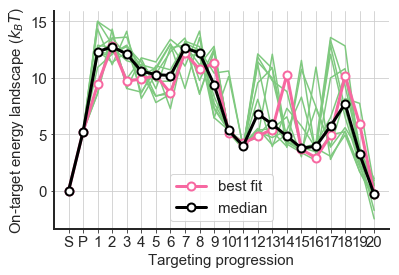 On-target energy landscape (k_BT)
15
10
5
0
best fit
median
S P 1 2 3 4 5 6 7 8 9 10 11 12 13 14 15 16 17 18 19 20
Targeting progression